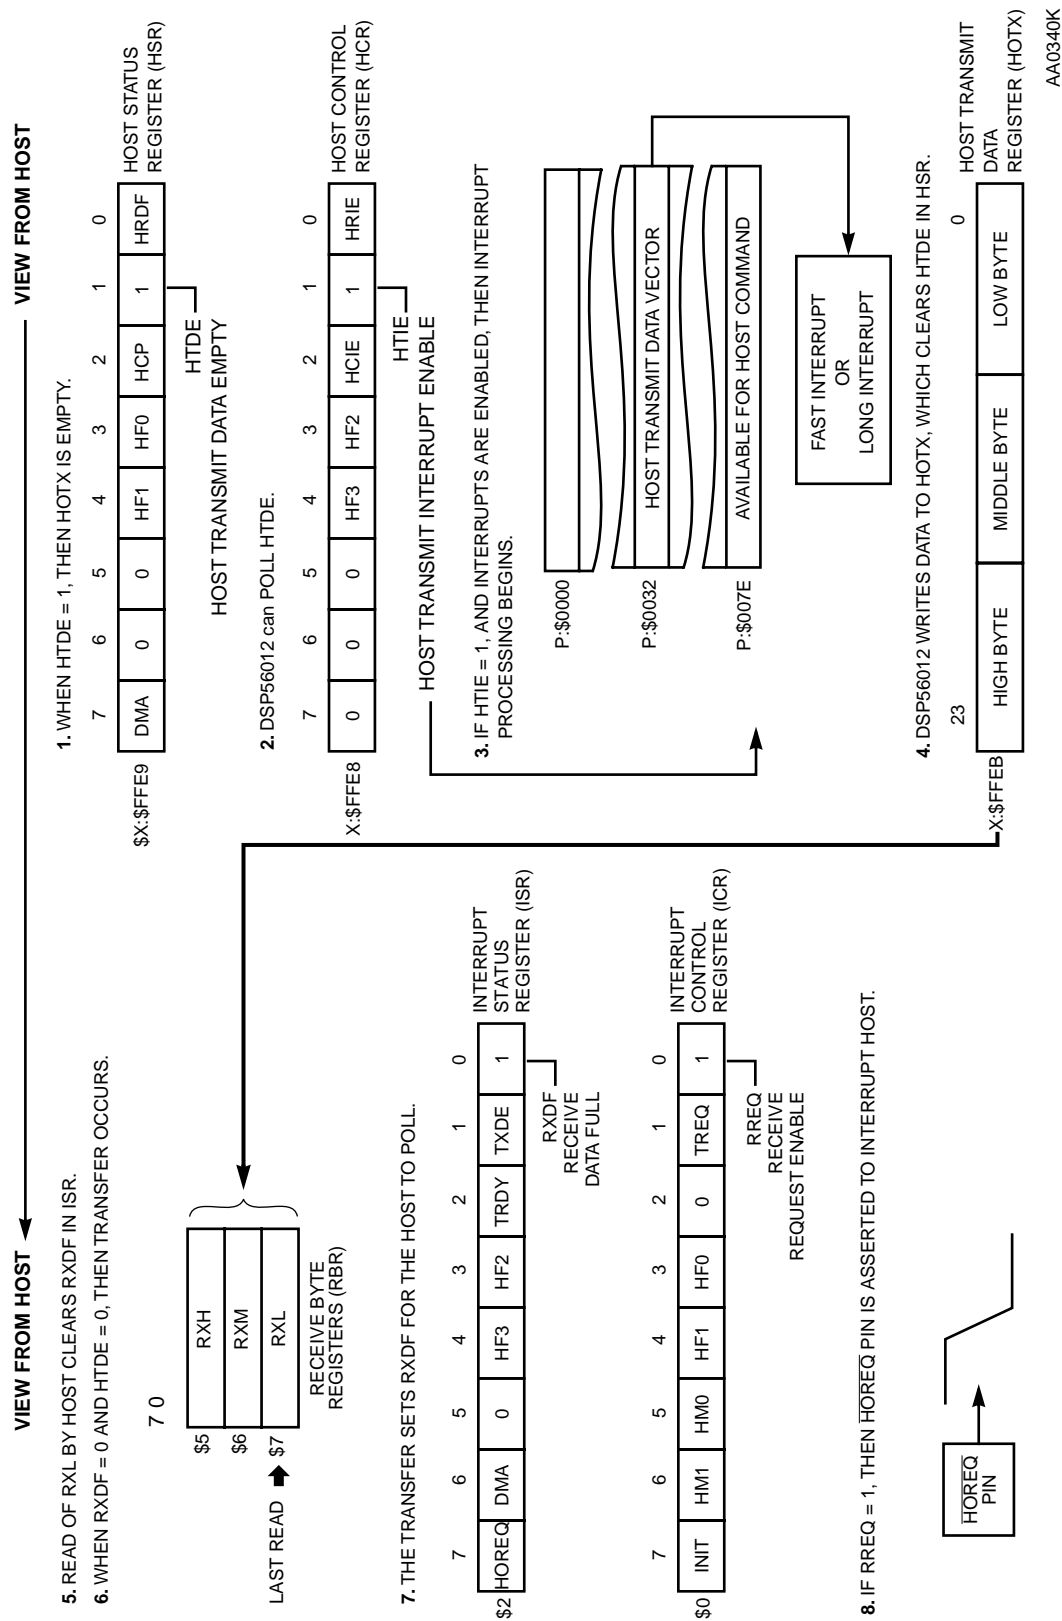 VIEW FROM HOST
VIEW FROM HOST
5. READ OF RXL BY HOST CLEARS RXDF IN ISR.
6. WHEN RXDF = 0 AND HTDE = 0, THEN TRANSFER OCCURS.
7 0
$5 RXH
$6 RXM
LAST READ $7 RXL
RECEIVE BYTE
REGISTERS (RBR)
7. THE TRANSFER SETS RXDF FOR THE HOST TO POLL.
7 6 5 4 3 2 1 0
$2 HOREQ DMA 0 HF3 HF2 TRDY TXDE 1
INTERRUPT
STATUS
REGISTER (ISR)
RXDF
RECEIVE
DATA FULL
7 6 5 4 3 2 1 0
$0 INIT HM1 HM0 HF1 HF0 0 TREQ 1
INTERRUPT
CONTROL
REGISTER (ICR)
RREQ
RECEIVE
REQUEST ENABLE
8. IF RREQ = 1, THEN HOREQ PIN IS ASSERTED TO INTERRUPT HOST.
HOREQ
PIN
1. WHEN HTDE = 1, THEN HOTX IS EMPTY.
7 6 5 4 3 2 1 0
$X:$FFE9 DMA 0 0 HF1 HF0 HCP 1 HRDF
HOST STATUS
REGISTER (HSR)
HTDE
HOST TRANSMIT DATA EMPTY
2. DSP56012 can POLL HTDE.
7 6 5 4 3 2 1 0
X:$FFE8 0 0 0 HF3 HF2 HCIE 1 HRIE
HOST CONTROL
REGISTER (HCR)
HTIE
HOST TRANSMIT INTERRUPT ENABLE
3. IF HTIE = 1, AND INTERRUPTS ARE ENABLED, THEN INTERRUPT
PROCESSING BEGINS.
P:$0000
P:$0032 HOST TRANSMIT DATA VECTOR
P:$007E AVAILABLE FOR HOST COMMAND
FAST INTERRUPT
OR
LONG INTERRUPT
4. DSP56012 WRITES DATA TO HOTX, WHICH CLEARS HTDE IN HSR.
23 0
X:$FFEB HIGH BYTE MIDDLE BYTE LOW BYTE
HOST TRANSMIT
DATA
REGISTER (HOTX)
AA0340K